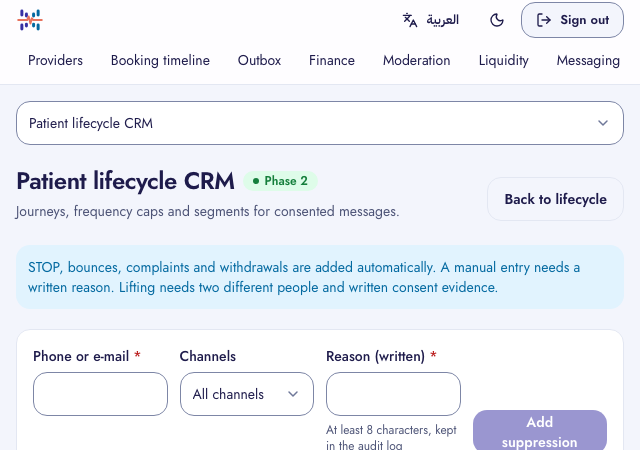 العربية
Sign out
Providers Booking timeline Outbox Finance Moderation Liquidity Messaging
Patient lifecycle CRM
Patient lifecycle CRM Phase 2
Journeys, frequency caps and segments for consented messages.
Back to lifecycle
STOP, bounces, complaints and withdrawals are added automatically. A manual entry needs a
written reason. Lifting needs two different people and written consent evidence.
Phone or e-mail * Channels Reason (written) *
All channels
At least 8 characters, kept
in the audit log
Add
suppression